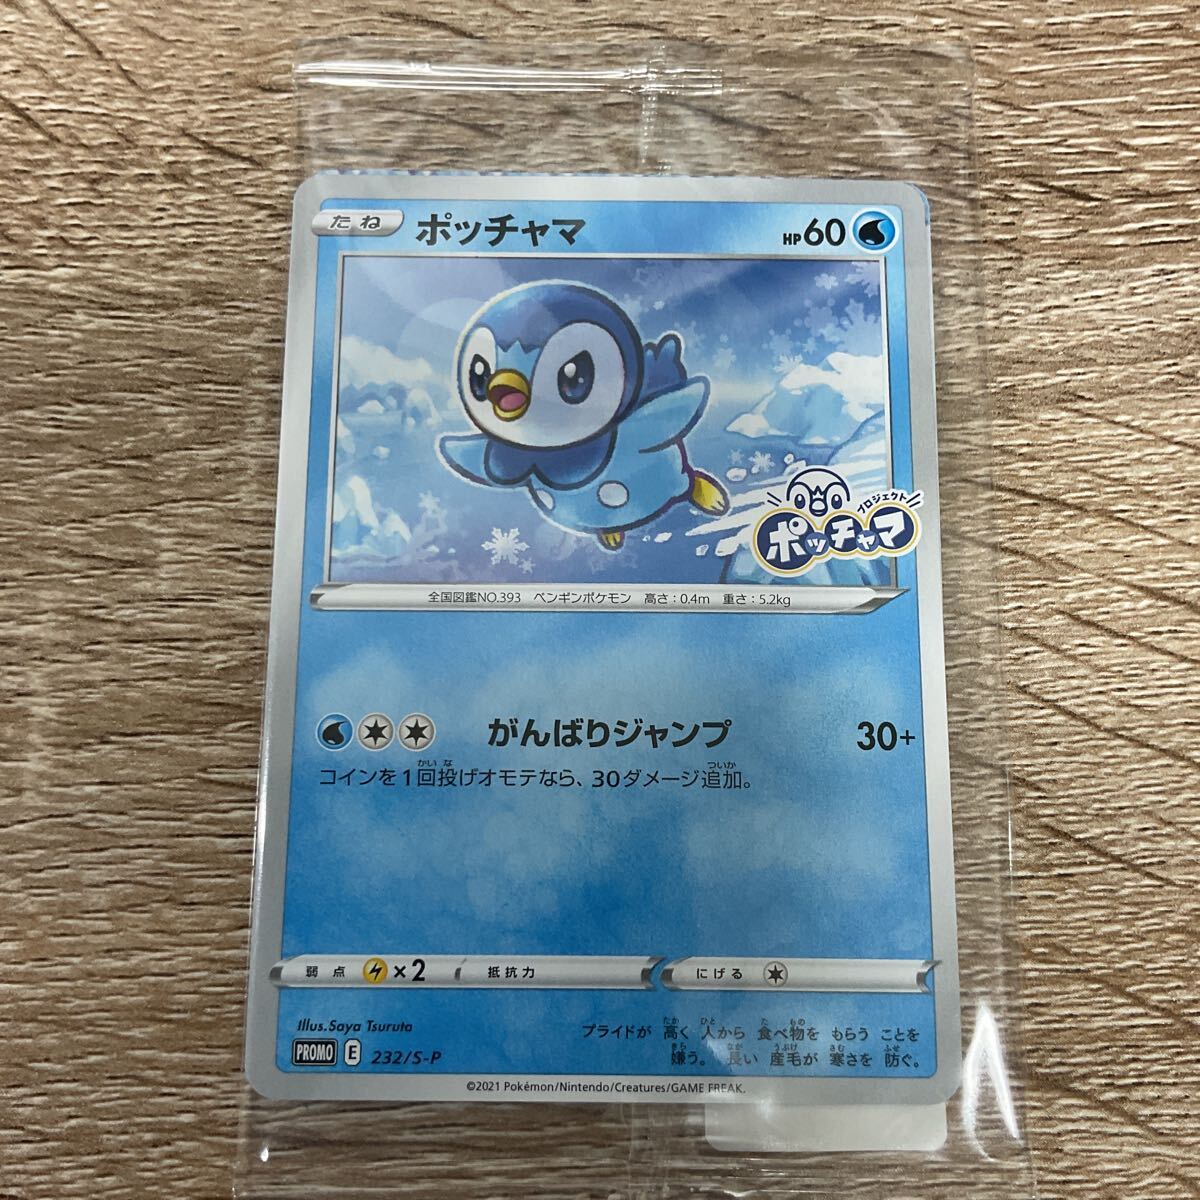 たね ポッチャマ HP60
プロジェクト
ポッチャマ
全国図鑑NO.393 ペンギンポケモン 高さ:0.4m 重さ:5.2kg
がんばりジャンプ 30+
コインを1回投げオモテなら、30ダメージ追加。
弱点 ×2 抵抗力 にげる
Illus.Saya Tsuruta
プライドが 高く 人から 食べ物を もらう ことを
嫌う。長い 産毛が 寒さを 防ぐ。
PROMO E 232/S-P
©2021 Pokémon/Nintendo/Creatures/GAME FREAK.